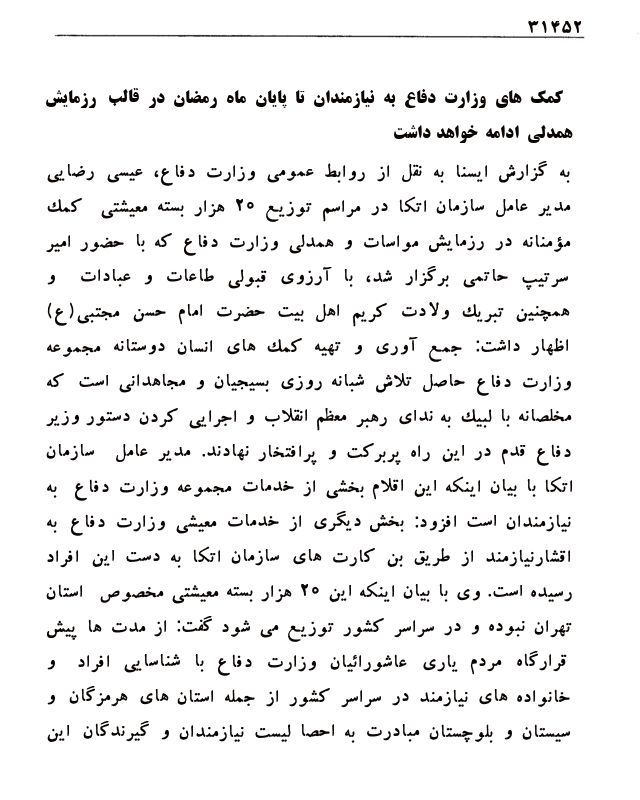 ۳۱۴۵۲
کمک های وزارت دفاع به نیازمندان تا پایان ماه رمضان در قالب رزمایش
همدلی ادامه خواهد داشت
به گزارش ایسنا به نقل از روابط عمومی وزارت دفاع، عیسی رضایی
مدیر عامل سازمان اتکا در مراسم توزیع ۲۰ هزار بسته معیشتی کمك
مؤمنانه در رزمایش مواسات و همدلی وزارت دفاع که با حضور امیر
سرتیپ حاتمی برگزار شد، با آرزوی قبولی طاعات و عبادات و
همچنین تبریك ولادت کریم اهل بیت حضرت امام حسن مجتبی(ع)
اظهار داشت: جمع آوری و تهیه کمك های انسان دوستانه مجموعه
وزارت دفاع حاصل تلاش شبانه روزی بسیجیان و مجاهدانی است که
مخلصانه با لبیك به ندای رهبر معظم انقلاب و اجرایی کردن دستور وزیر
دفاع قدم در این راه پربرکت و پرافتخار نهادند. مدیر عامل سازمان
اتکا با بیان اینکه این اقلام بخشی از خدمات مجموعه وزارت دفاع به
نیازمندان است افزود: بخش دیگری از خدمات معیشی وزارت دفاع به
اقشارنیازمند از طریق بن کارت های سازمان اتکا به دست این افراد
رسیده است. وی با بیان اینکه این ۲۰ هزار بسته معیشتی مخصوص استان
تهران نبوده و در سراسر کشور توزیع می شود گفت: از مدت ها پیش
قرارگاه مردم یاری عاشورائیان وزارت دفاع با شناسایی افراد و
خانواده های نیازمند در سراسر کشور از جمله استان های هرمزگان و
سیستان و بلوچستان مبادرت به احصا لیست نیازمندان و گیرندگان این